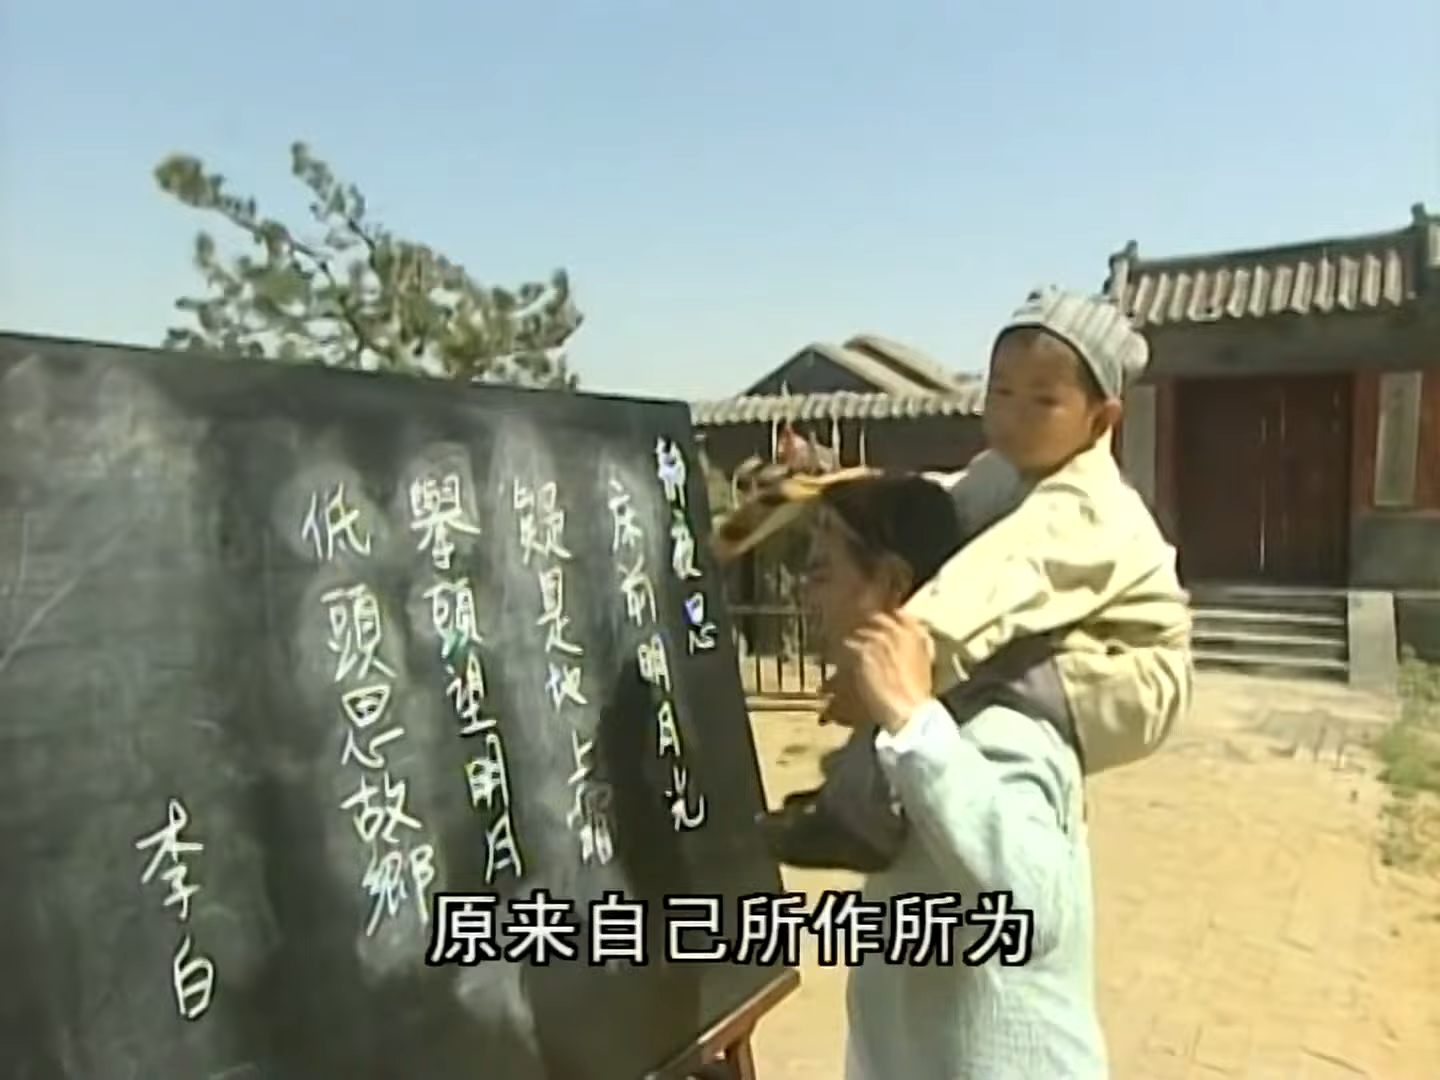 靜夜思
床前明月光
疑是地上霜
舉頭望明月
低頭思故鄉
李白
原来自己所作所为